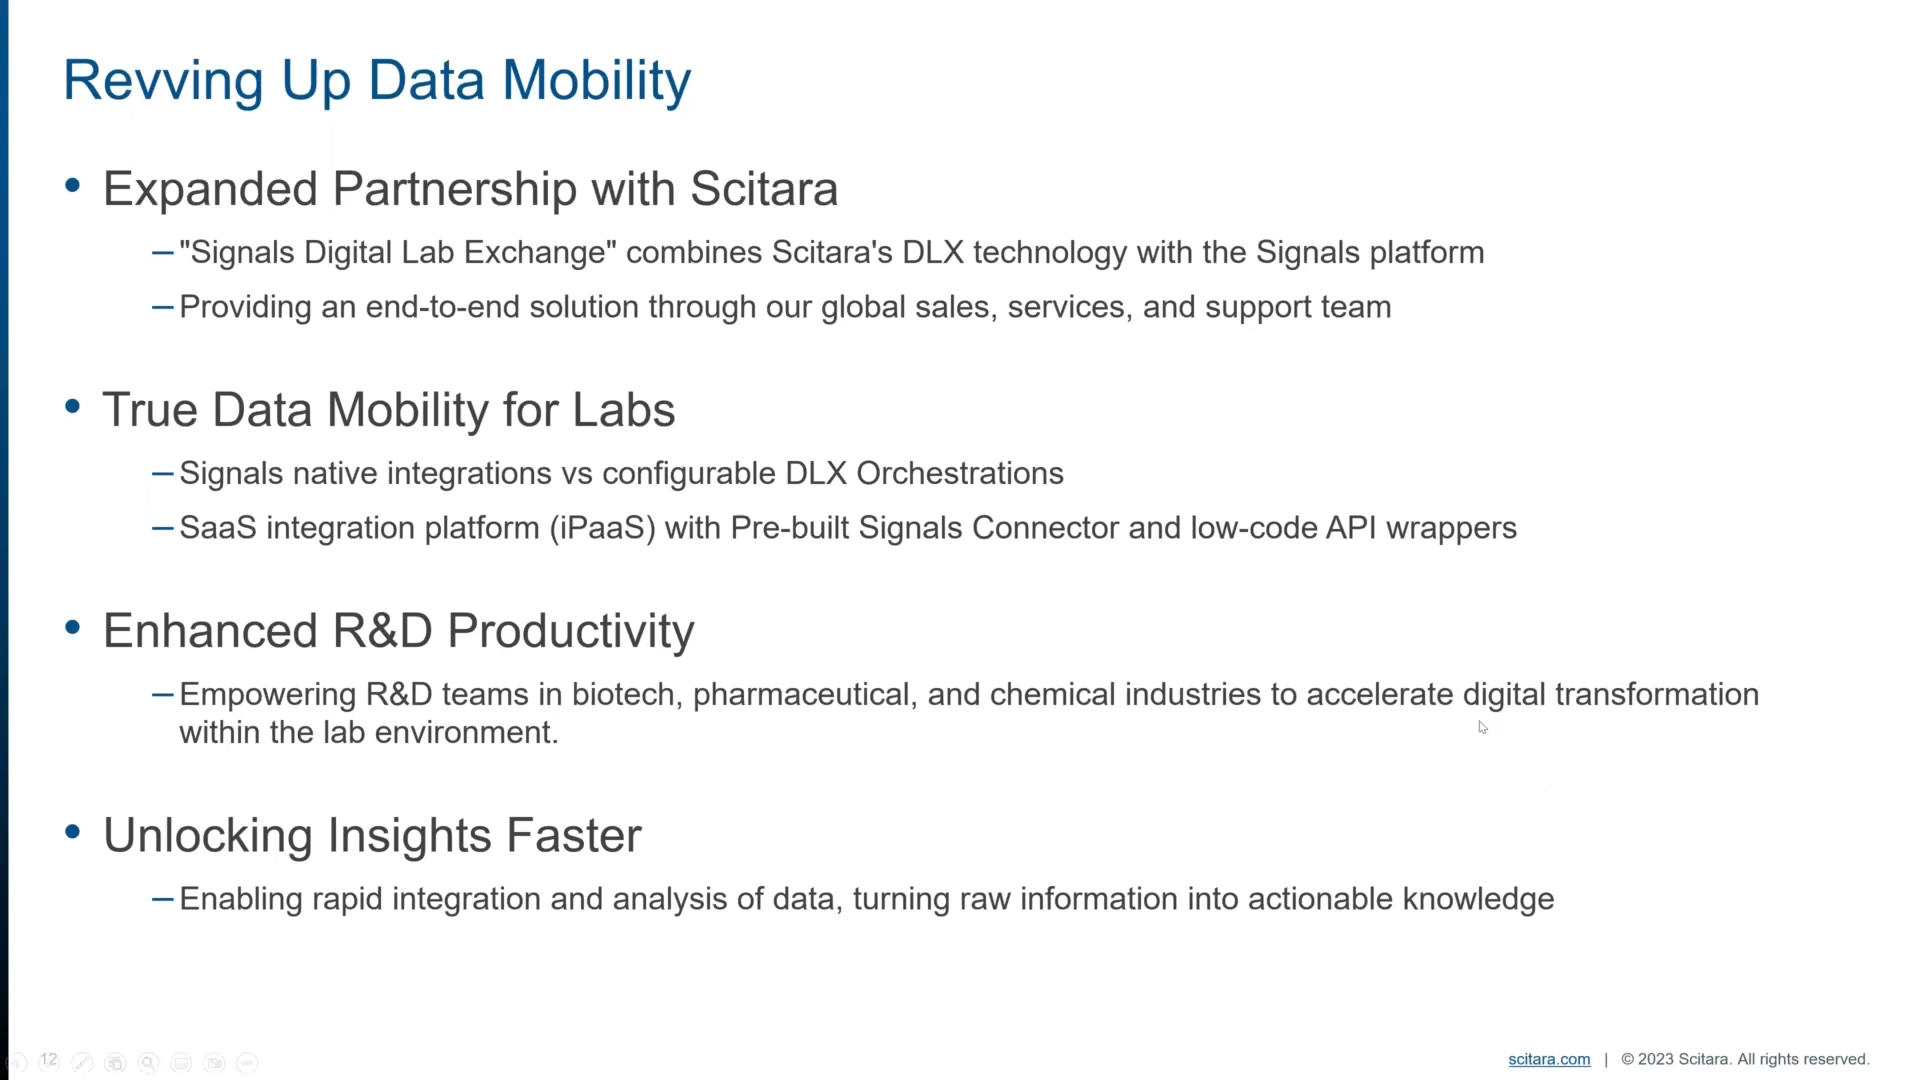 Revving Up Data Mobility
• Expanded Partnership with Scitara
– "Signals Digital Lab Exchange" combines Scitara's DLX technology with the Signals platform
– Providing an end-to-end solution through our global sales, services, and support team
• True Data Mobility for Labs
– Signals native integrations vs configurable DLX Orchestrations
– SaaS integration platform (iPaaS) with Pre-built Signals Connector and low-code API wrappers
• Enhanced R&D Productivity
– Empowering R&D teams in biotech, pharmaceutical, and chemical industries to accelerate digital transformation
within the lab environment.
• Unlocking Insights Faster
– Enabling rapid integration and analysis of data, turning raw information into actionable knowledge
12
scitara.com | © 2023 Scitara. All rights reserved.